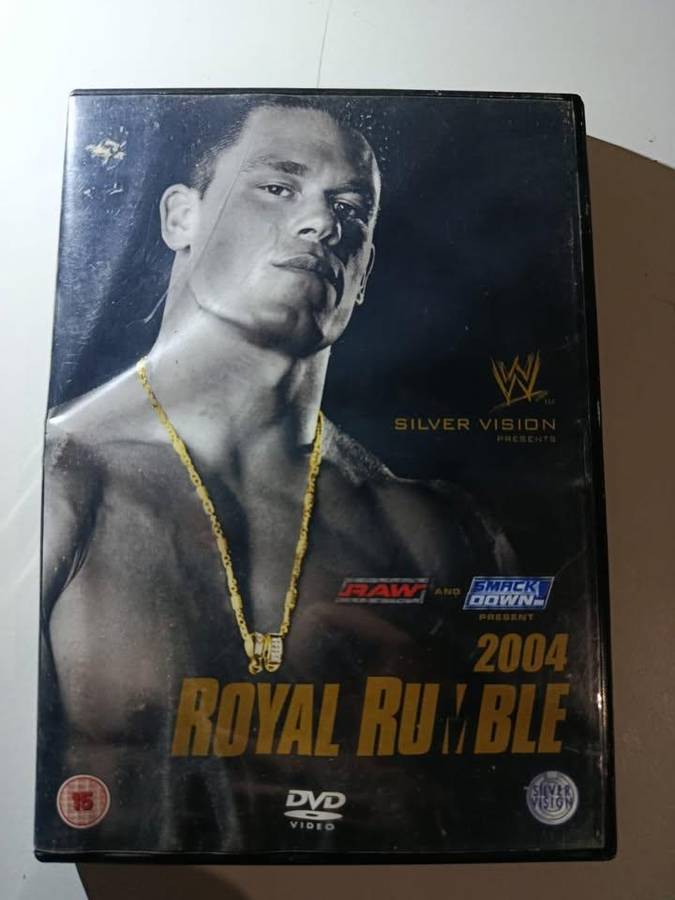 W
SILVER VISION
PRESENTS
RAW AND SMACK DOWN!
PRESENT
2004
ROYAL RUMBLE
15
DVD
VIDEO
SILVER
VISION